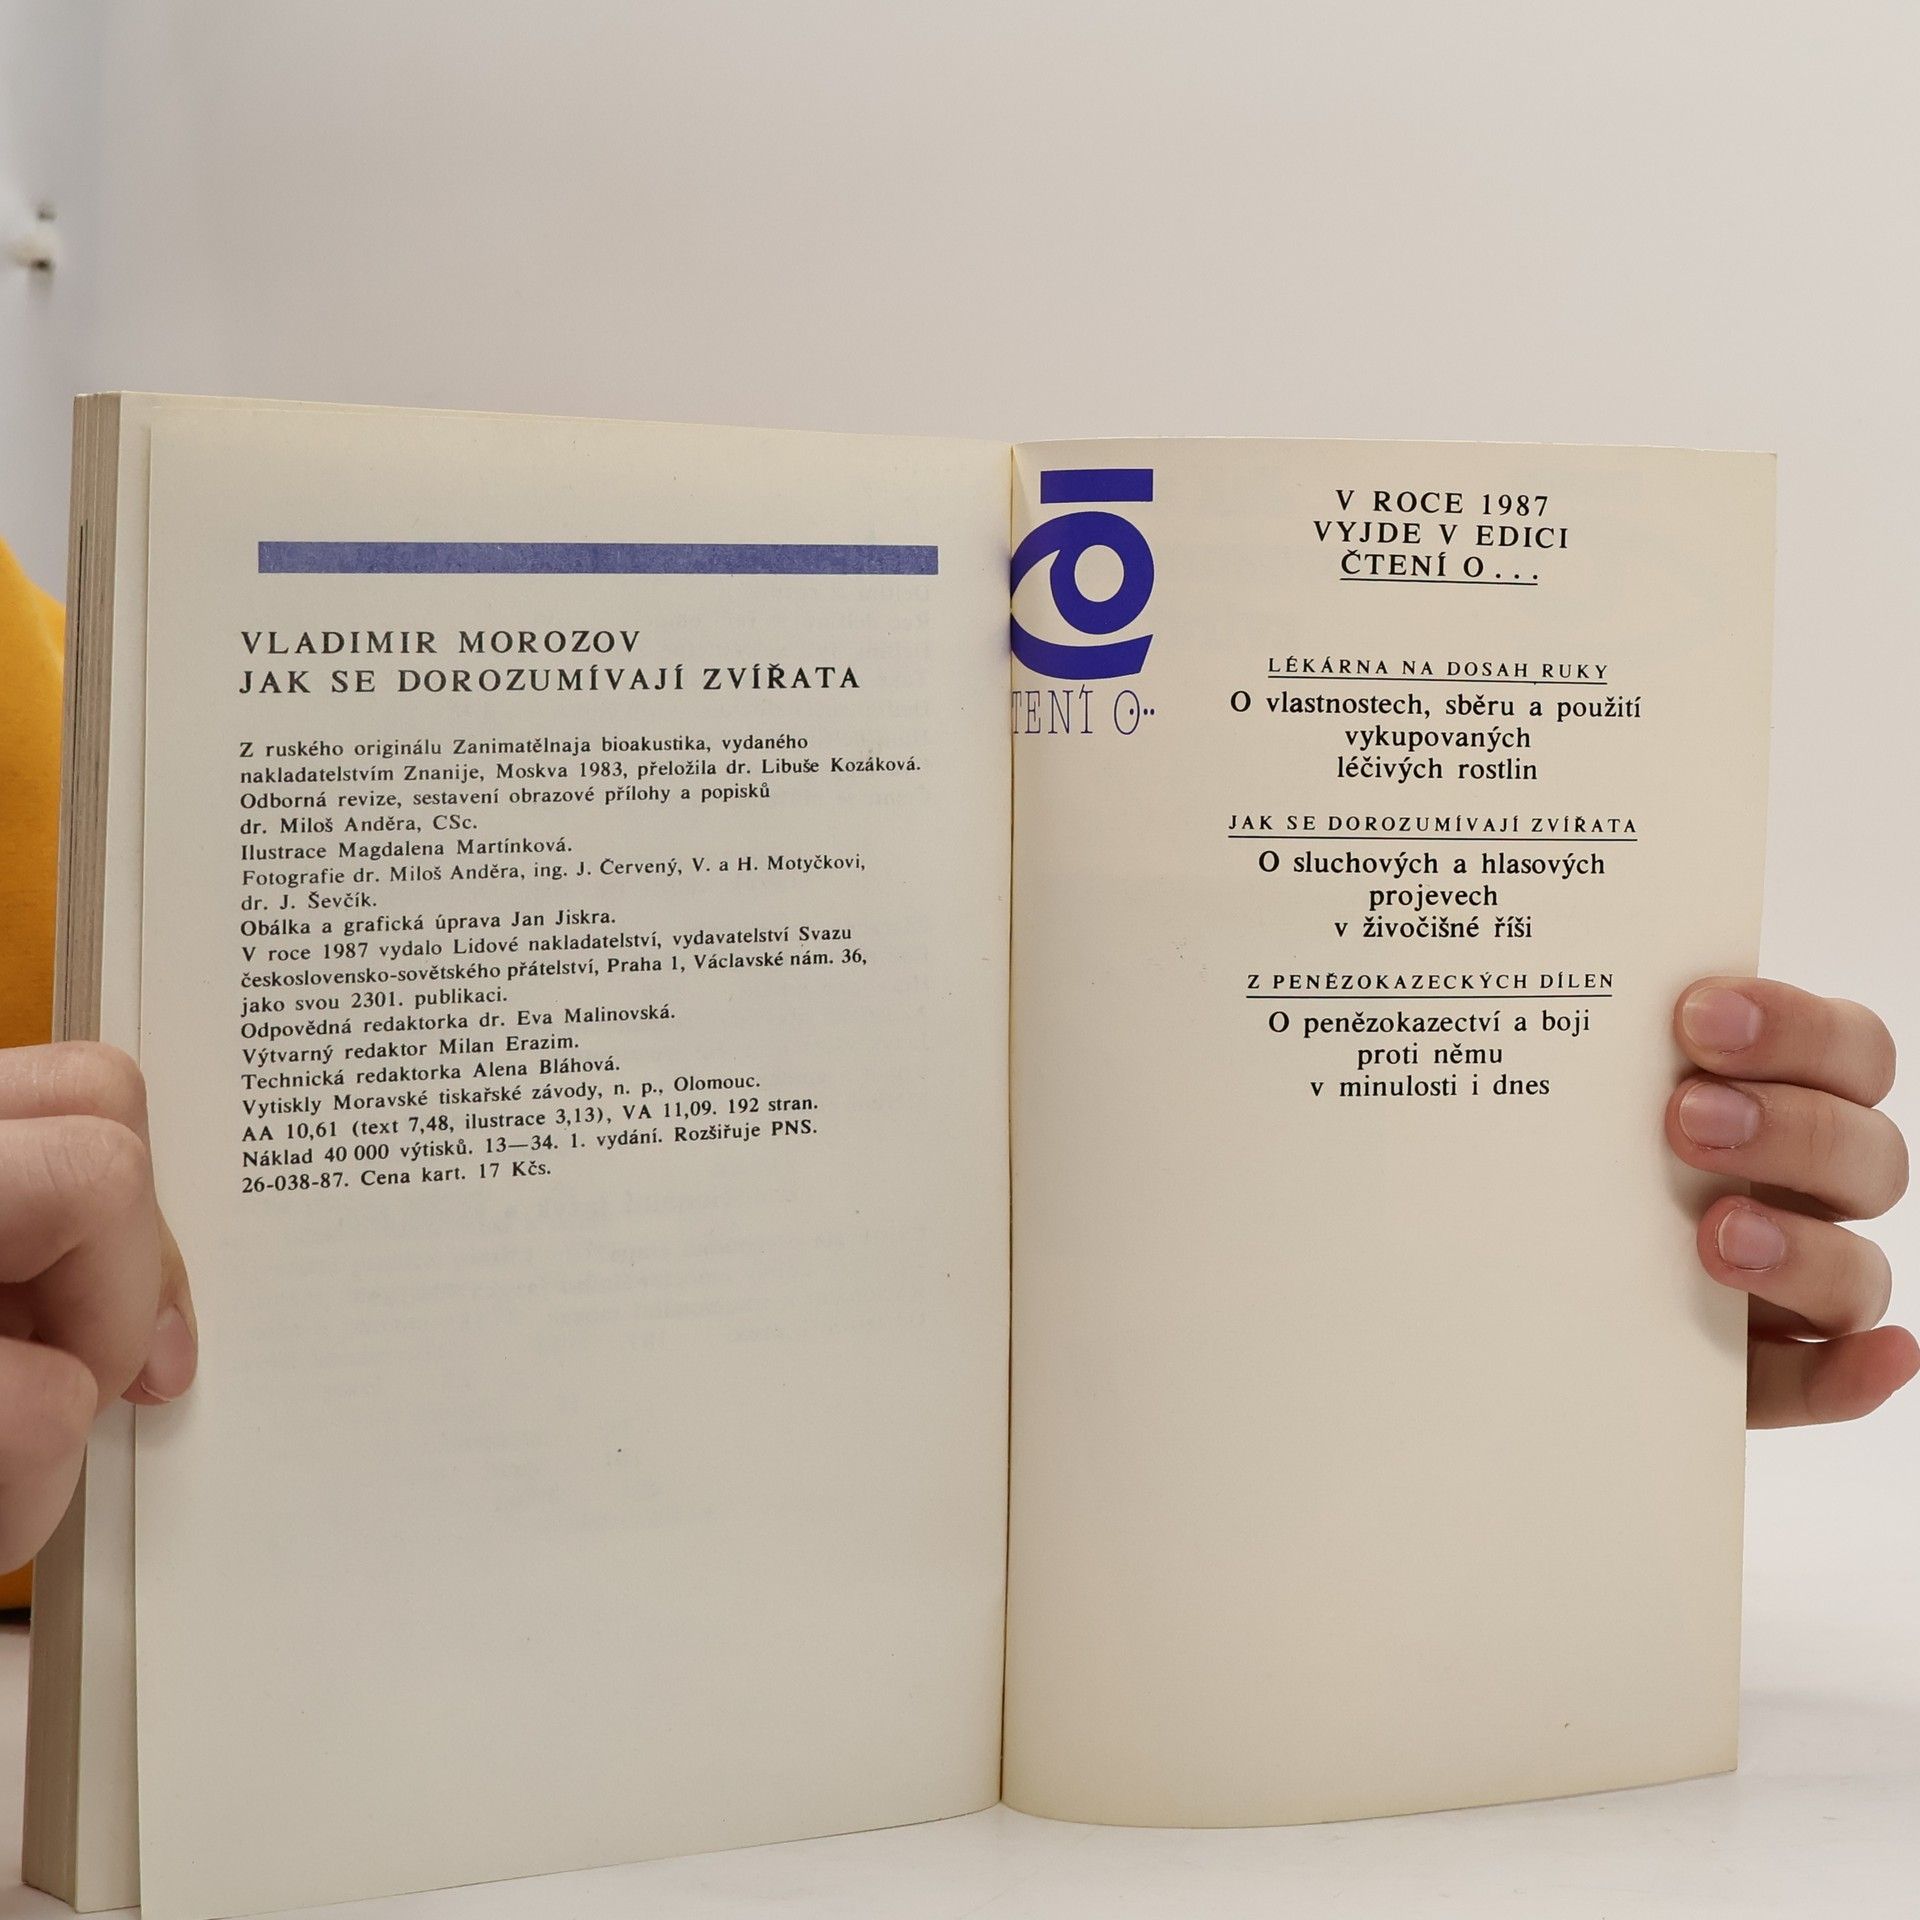 VLADIMIR MOROZOV
JAK SE DOROZUMÍVAJÍ ZVÍŘATA
Z ruského originálu Zanimatělnaja bioakustika, vydaného
nakladatelstvím Znanije, Moskva 1983, přeložila dr. Libuše Kozáková.
Odborná revize, sestavení obrazové přílohy a popisků
dr. Miloš Anděra, CSc.
Ilustrace Magdalena Martínková.
Fotografie dr. Miloš Anděra, ing. J. Červený, V. a H. Motyčkovi,
dr. J. Ševčík.
Obálka a grafická úprava Jan Jiskra.
V roce 1987 vydalo Lidové nakladatelství, vydavatelství Svazu
československo-sovětského přátelství, Praha 1, Václavské nám. 36,
jako svou 2301. publikaci.
Odpovědná redaktorka dr. Eva Malinovská.
Výtvarný redaktor Milan Erazim.
Technická redaktorka Alena Bláhová.
Vytiskly Moravské tiskařské závody, n. p., Olomouc.
AA 10,61 (text 7,48, ilustrace 3,13), VA 11,09. 192 stran.
Náklad 40 000 výtisků. 13—34. 1. vydání. Rozšiřuje PNS.
26-038-87. Cena kart. 17 Kčs.
TENÍ O..
V ROCE 1987
VYJDE V EDICI
ČTENÍ O...
LÉKÁRNA NA DOSAH RUKY
O vlastnostech, sběru a použití
vykupovaných
léčivých rostlin
JAK SE DOROZUMÍVAJÍ ZVÍŘATA
O sluchových a hlasových
projevech
v živočišné říši
Z PENĚZOKAZECKÝCH DÍLEN
O penězokazectví a boji
proti němu
v minulosti i dnes